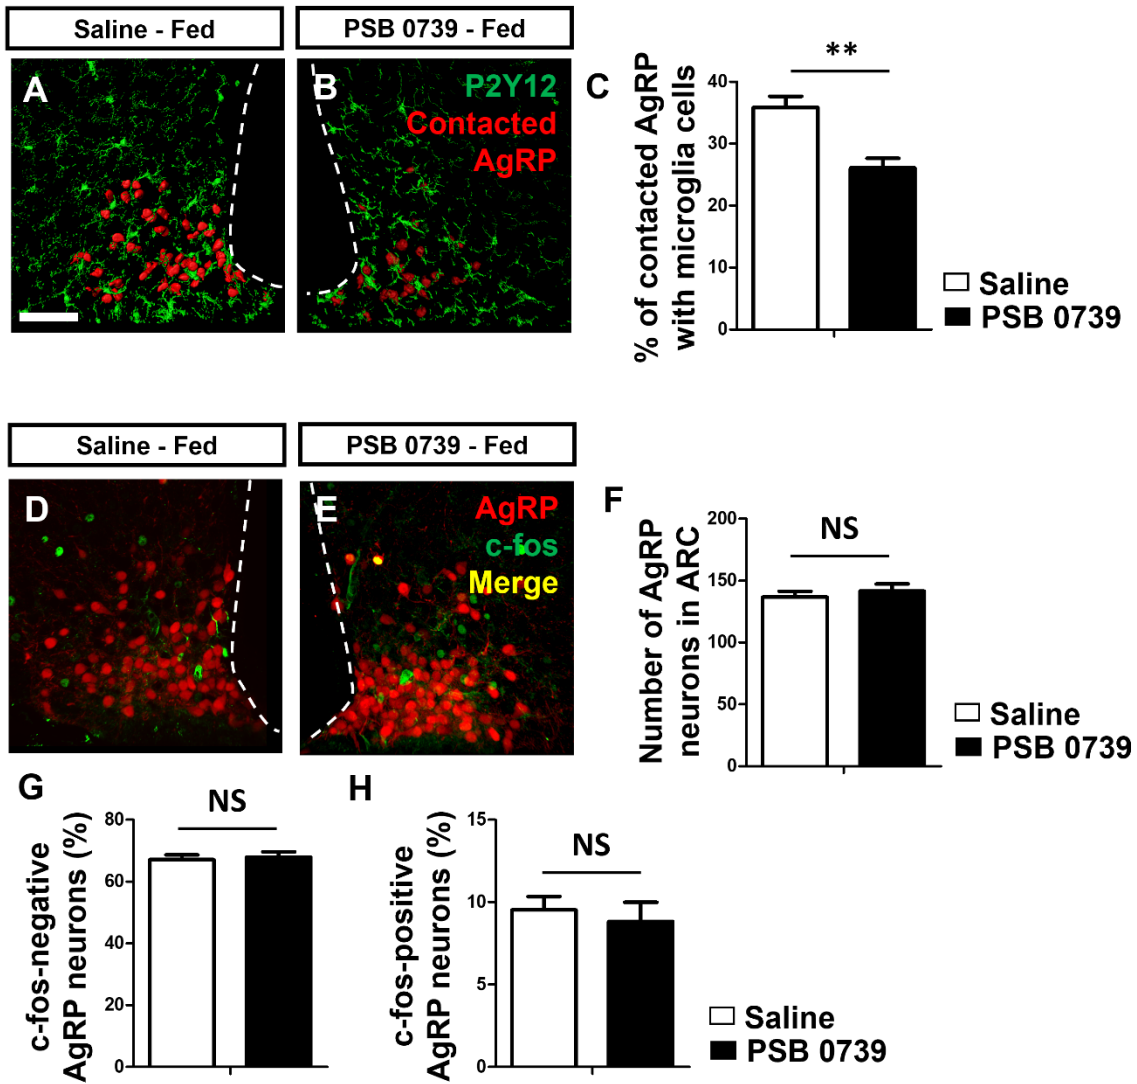 Saline - Fed
PSB 0739 - Fed
A
B
P2Y12
Contacted
AgRP
C
% of contacted AgRP
with microglia cells
40
30
20
10
0
**
Saline
PSB 0739
Saline - Fed
PSB 0739 - Fed
D
E
AgRP
c-fos
Merge
F
Number of AgRP
neurons in ARC
200
150
100
50
0
NS
Saline
PSB 0739
G
c-fos-negative
AgRP neurons (%)
80
60
40
20
0
NS
H
c-fos-positive
AgRP neurons (%)
15
10
5
0
NS
Saline
PSB 0739